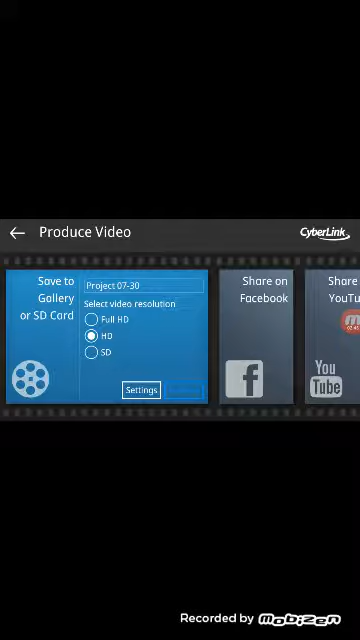 Produce Video
CyberLink
Save to
Gallery
or SD Card
Project 07-30
Select video resolution
Full HD
HD
SD
Settings
Share on
Facebook
Share
YouTu
You
Tube
Recorded by Mobizen